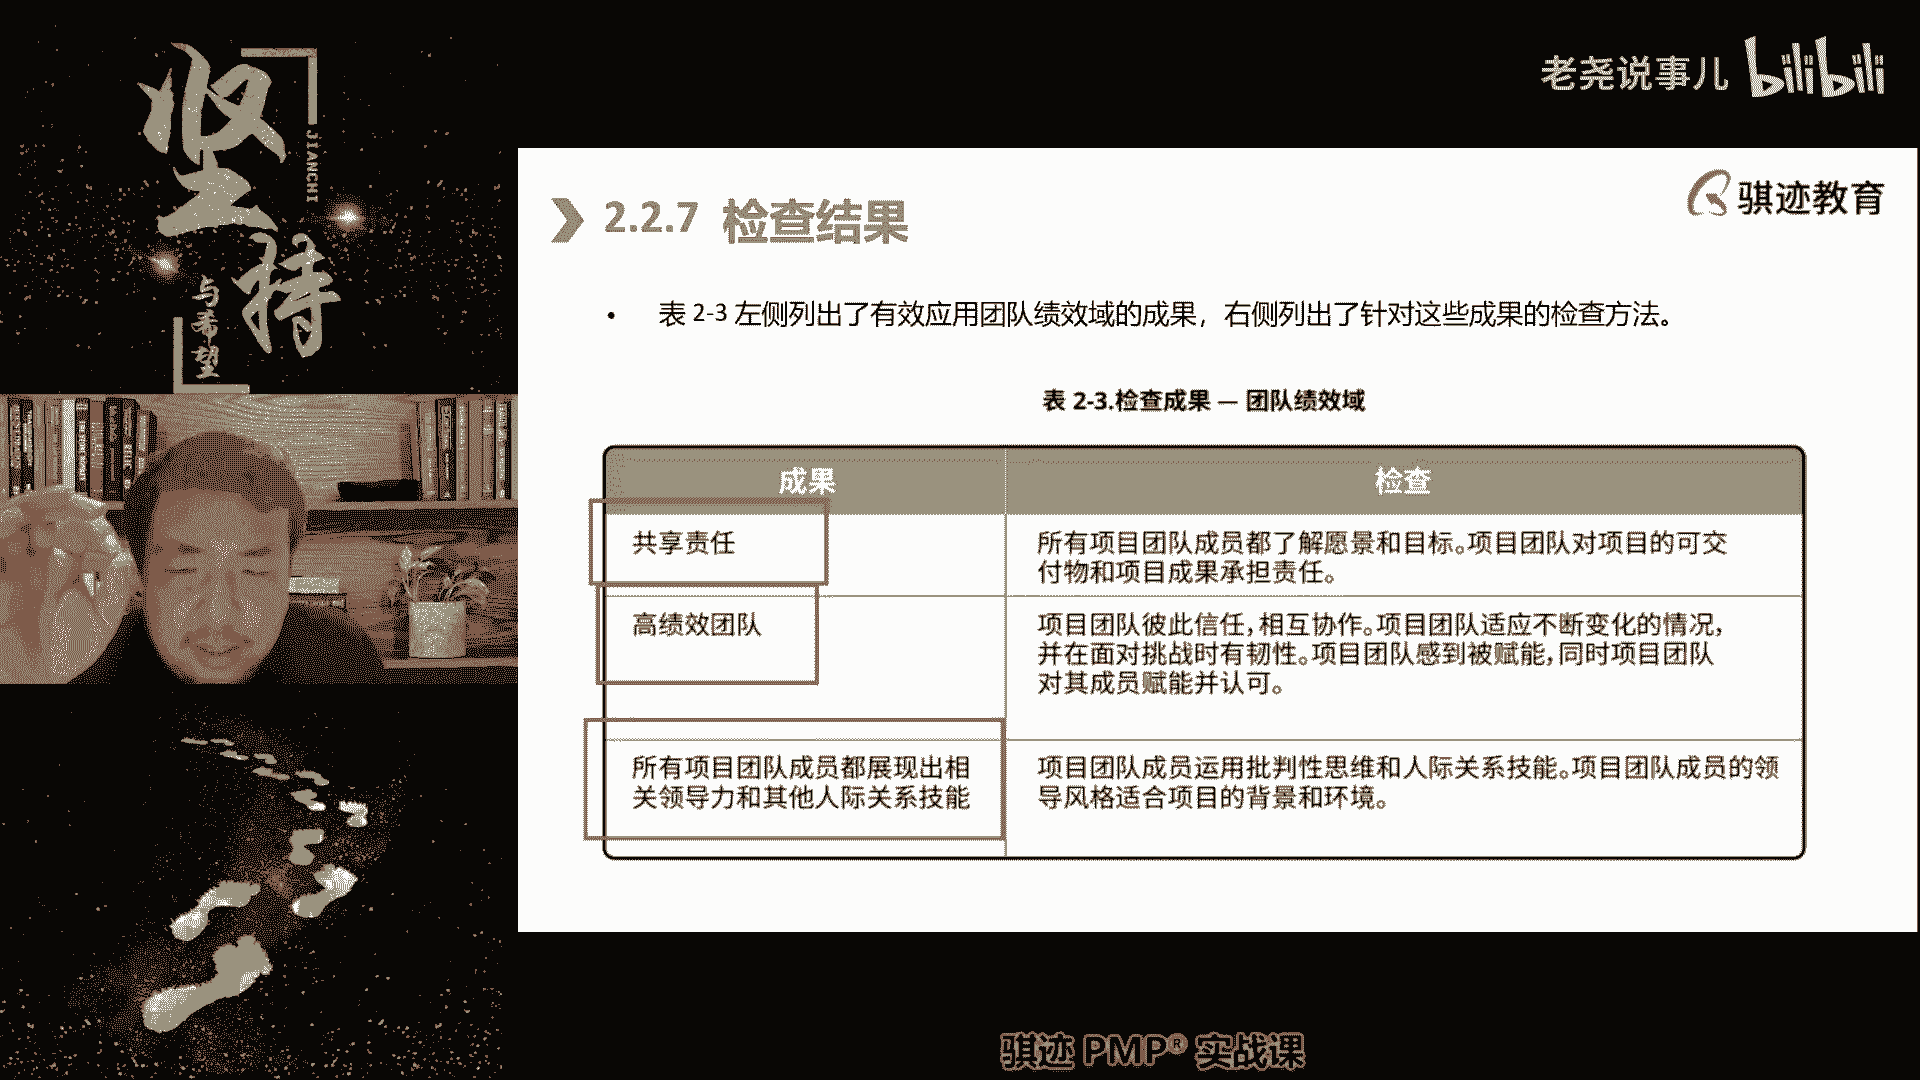 坚持
JIANCHI
与希望
老尧说事儿 bilibili
骐迹教育
2.2.7 检查结果
• 表 2-3 左侧列出了有效应用团队绩效域的成果，右侧列出了针对这些成果的检查方法。
表 2-3.检查成果 — 团队绩效域
成果
检查
共享责任
所有项目团队成员都了解愿景和目标。项目团队对项目的可交
付物和项目成果承担责任。
高绩效团队
项目团队彼此信任，相互协作。项目团队适应不断变化的情况，
并在面对挑战时有韧性。项目团队感到被赋能，同时项目团队
对其成员赋能并认可。
所有项目团队成员都展现出相
关领导力和其他人际关系技能
项目团队成员运用批判性思维和人际关系技能。项目团队成员的领
导风格适合项目的背景和环境。
骐迹 PMP® 实战课